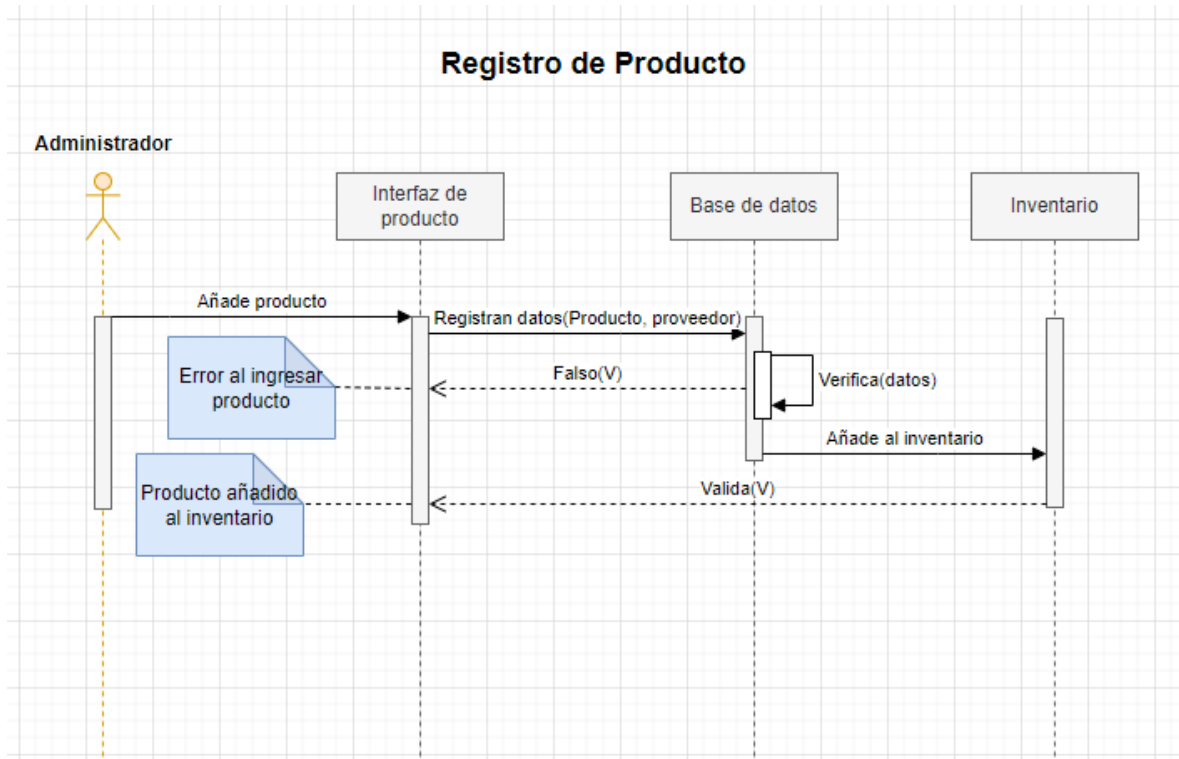 Registro de Producto
Administrador
Interfaz de
producto
Base de datos
Inventario
Añade producto
Registran datos(Producto, proveedor)
Error al ingresar
producto
Falso(V)
Verifica(datos)
Añade al inventario
Producto añadido
al inventario
Valida(V)